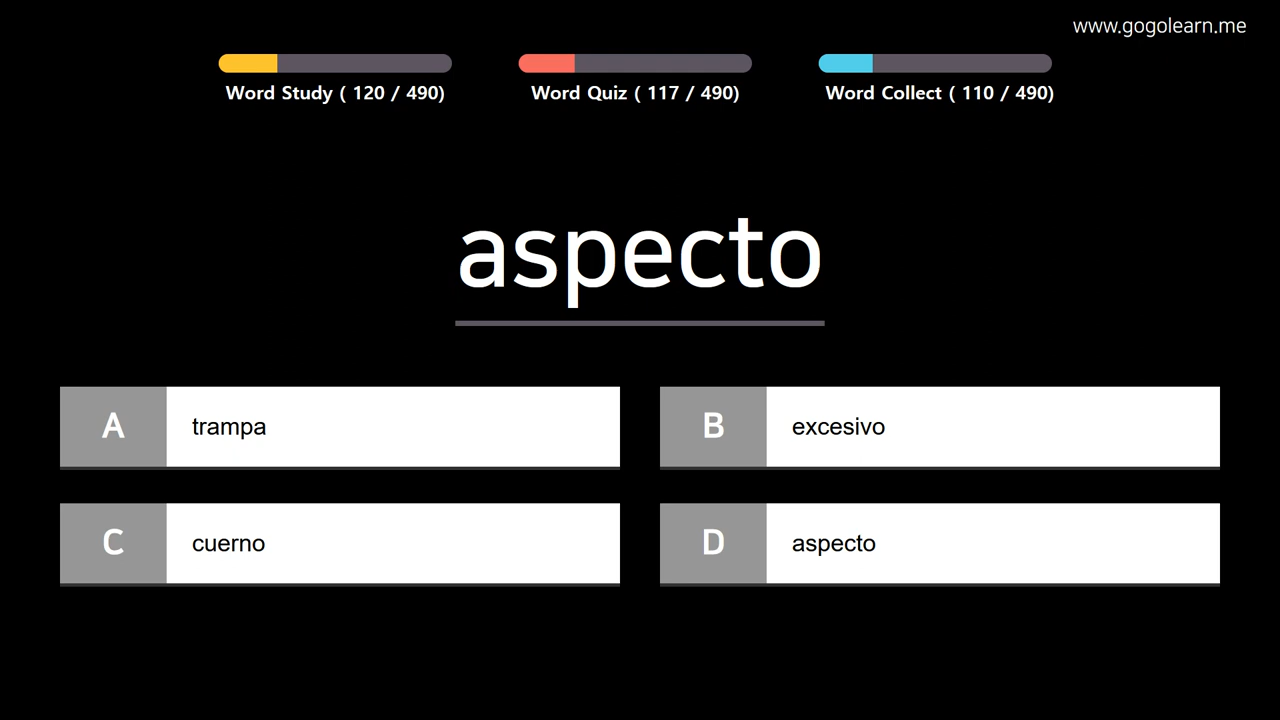 www.gogolearn.me
Word Study ( 120 / 490)
Word Quiz ( 117 / 490)
Word Collect ( 110 / 490)
aspecto
A
trampa
B
excesivo
C
cuerno
D
aspecto